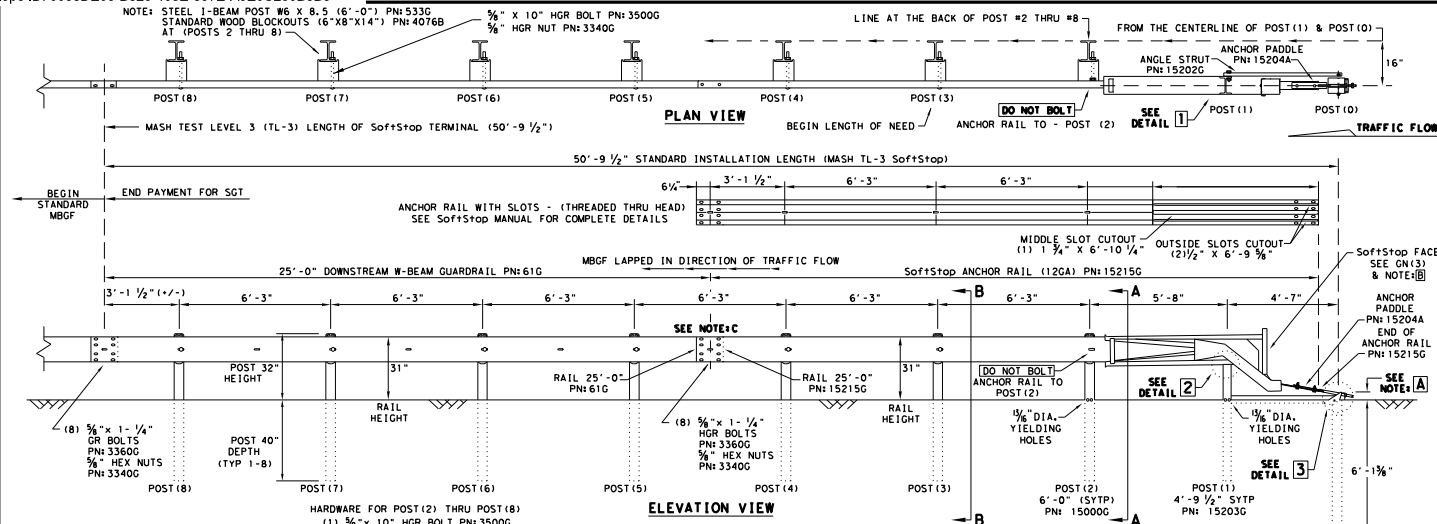 NOTE: STEEL I-BEAM POST W6 X 8.5 (6'-0") PN:533G
STANDARD WOOD BLOCKOUTS (6"X8"X14") PN:4076B
AT (POSTS 2 THRU 8)
5/8" X 10" HGR BOLT PN:3500G
5/8" HGR NUT PN:3340G
LINE AT THE BACK OF POST #2 THRU #8
FROM THE CENTERLINE OF POST(1) & POST(0)
ANCHOR PADDLE
PN:15204A
ANGLE STRUT
PN:15202G
16"
POST(8)
POST(7)
POST(6)
POST(5)
POST(4)
POST(3)
POST(1)
POST(0)
PLAN VIEW
DO NOT BOLT
ANCHOR RAIL TO - POST (2)
SEE
DETAIL 1
BEGIN LENGTH OF NEED
MASH TEST LEVEL 3 (TL-3) LENGTH OF SoftStop TERMINAL (50'-9 1/2")
TRAFFIC FLOW
50'-9 1/2" STANDARD INSTALLATION LENGTH (MASH TL-3 SoftStop)
BEGIN
STANDARD
MBGF
END PAYMENT FOR SGT
6 1/4"
3'-1 1/2"
6'-3"
6'-3"
ANCHOR RAIL WITH SLOTS - (THREADED THRU HEAD)
SEE SoftStop MANUAL FOR COMPLETE DETAILS
MIDDLE SLOT CUTOUT
(1) 1 3/4" X 6'-10 1/4"
OUTSIDE SLOTS CUTOUT
(2)1/2" X 6'-9 5/8"
SoftStop FACE
SEE GN(3)
& NOTE:B
MBGF LAPPED IN DIRECTION OF TRAFFIC FLOW
25'-0" DOWNSTREAM W-BEAM GUARDRAIL PN:61G
SoftStop ANCHOR RAIL (12GA) PN:15215G
3'-1 1/2"(+/-)
6'-3"
6'-3"
6'-3"
6'-3"
6'-3"
6'-3"
5'-8"
4'-7"
B
A
ANCHOR
PADDLE
PN:15204A
END OF
ANCHOR RAIL
PN:15215G
SEE NOTE:C
POST 32"
HEIGHT
31"
RAIL
HEIGHT
RAIL 25'-0"
PN:61G
RAIL 25'-0"
PN:15215G
31"
RAIL
HEIGHT
DO NOT BOLT
ANCHOR RAIL TO
POST(2)
SEE
DETAIL 2
SEE
NOTE: A
(8) 5/8"x 1-1/4"
GR BOLTS
PN:3360G
5/8" HEX NUTS
PN:3340G
POST 40"
DEPTH
(TYP 1-8)
(8) 5/8"x 1-1/4"
HGR BOLTS
PN:3360G
5/8" HEX NUTS
PN:3340G
13/16" DIA.
YIELDING
HOLES
13/16" DIA.
YIELDING
HOLES
SEE
DETAIL 3
6'-1 3/8"
POST(8)
POST(7)
POST(6)
POST(5)
POST(4)
POST(3)
POST(2)
6'-0" (SYTP)
PN: 15000G
POST(1)
4'-9 1/2" SYTP
PN: 15203G
HARDWARE FOR POST(2) THRU POST(8)
(1) 5/8"x 10" HGR BOLT PN:3500G
ELEVATION VIEW
B
A